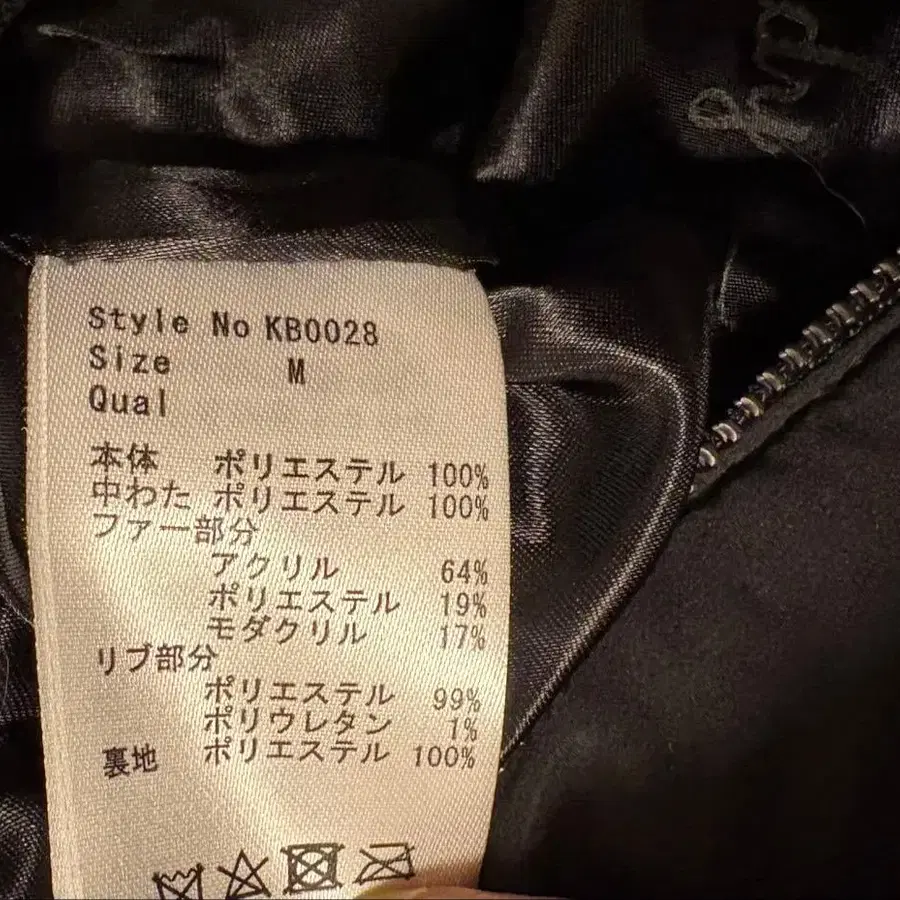 Style No KB0028
Size M
Qual
本体 ポリエステル 100%
中わた ポリエステル 100%
ファー部分
アクリル 64%
ポリエステル 19%
モダクリル 17%
リブ部分
ポリエステル 99%
ポリウレタン 1%
裏地 ポリエステル 100%